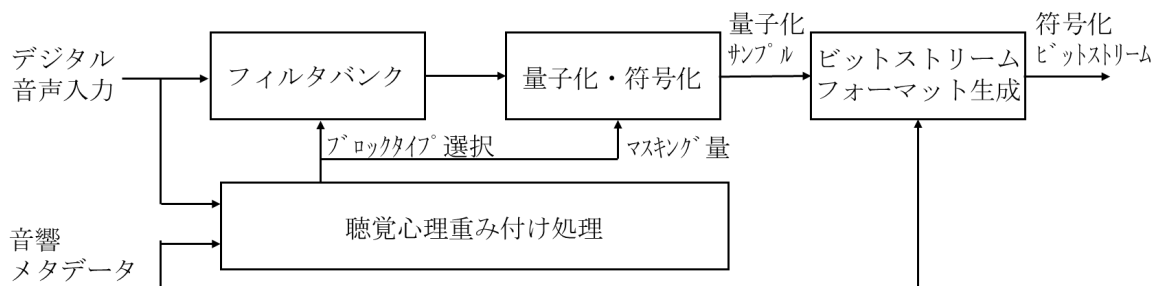 デジタル
音声入力
フィルタバンク
量子化・符号化
量子化
ｻﾝﾌﾟﾙ
ビットストリーム
フォーマット生成
符号化
ﾋﾞｯﾄｽﾄﾘｰﾑ
ﾌﾞﾛｯｸﾀｲﾌﾟ選択
ﾏｽｷﾝｸﾞ量
聴覚心理重み付け処理
音響
メタデータ